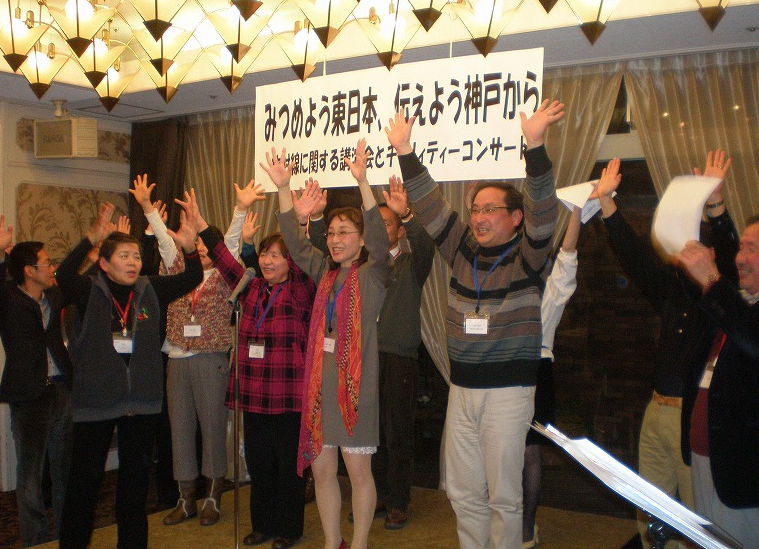 みつめよう東日本、伝えよう神戸から
線に関する講演会とチャリティーコンサート